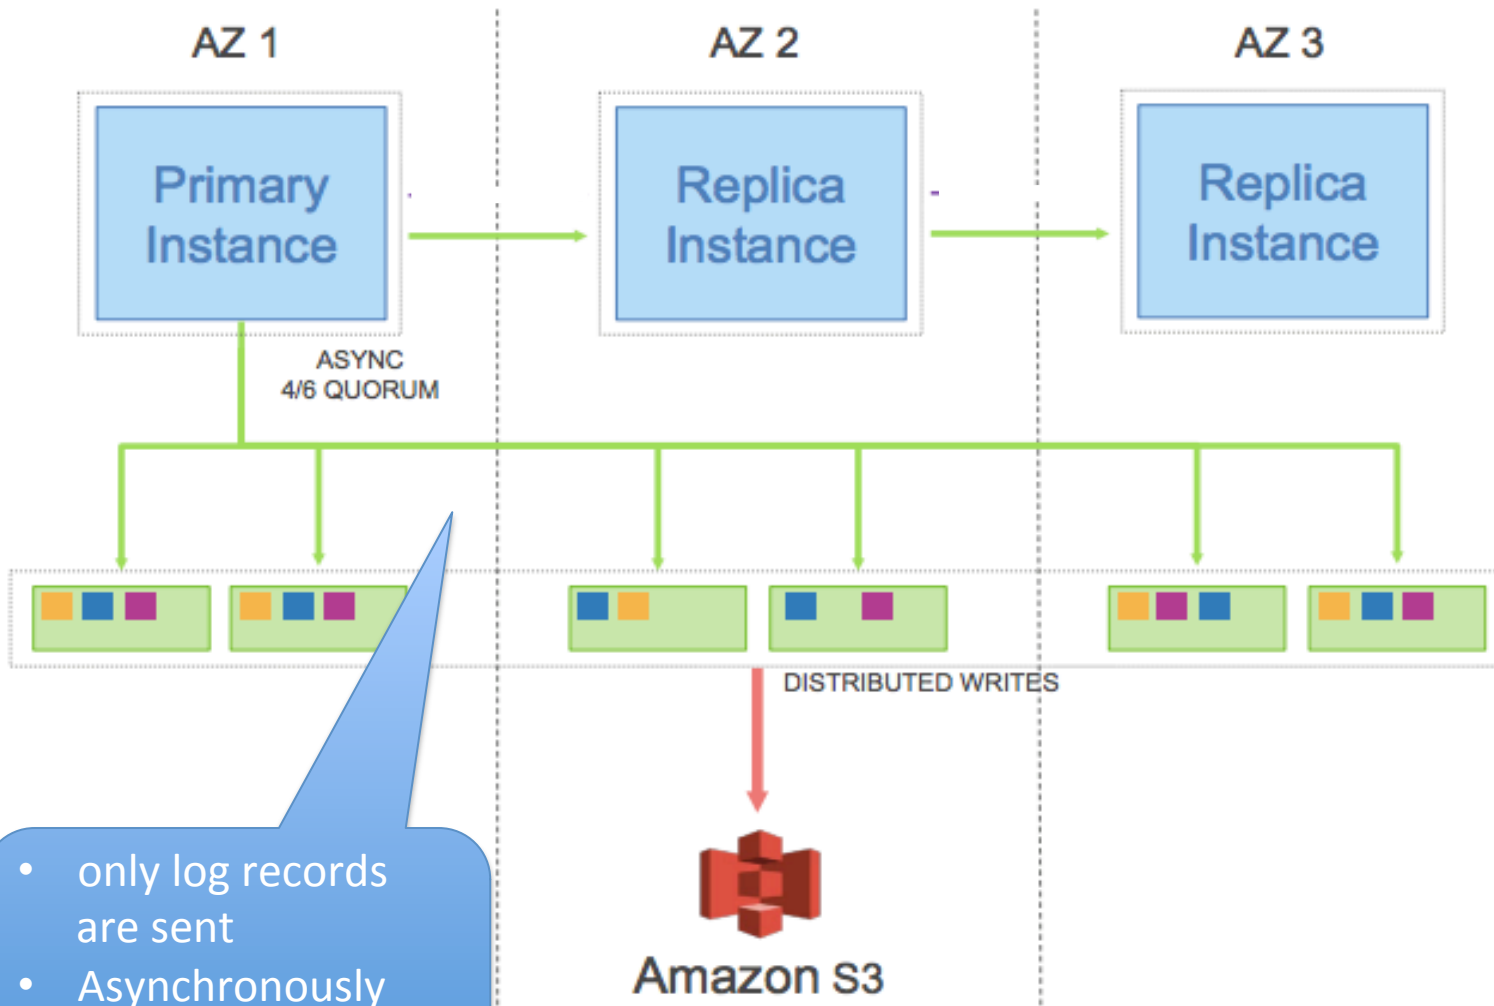 AZ 1
AZ 2
AZ 3
Primary
Instance
Replica
Instance
Replica
Instance
ASYNC
4/6 QUORUM
DISTRIBUTED WRITES
• only log records
are sent
• Asynchronously
Amazon S3